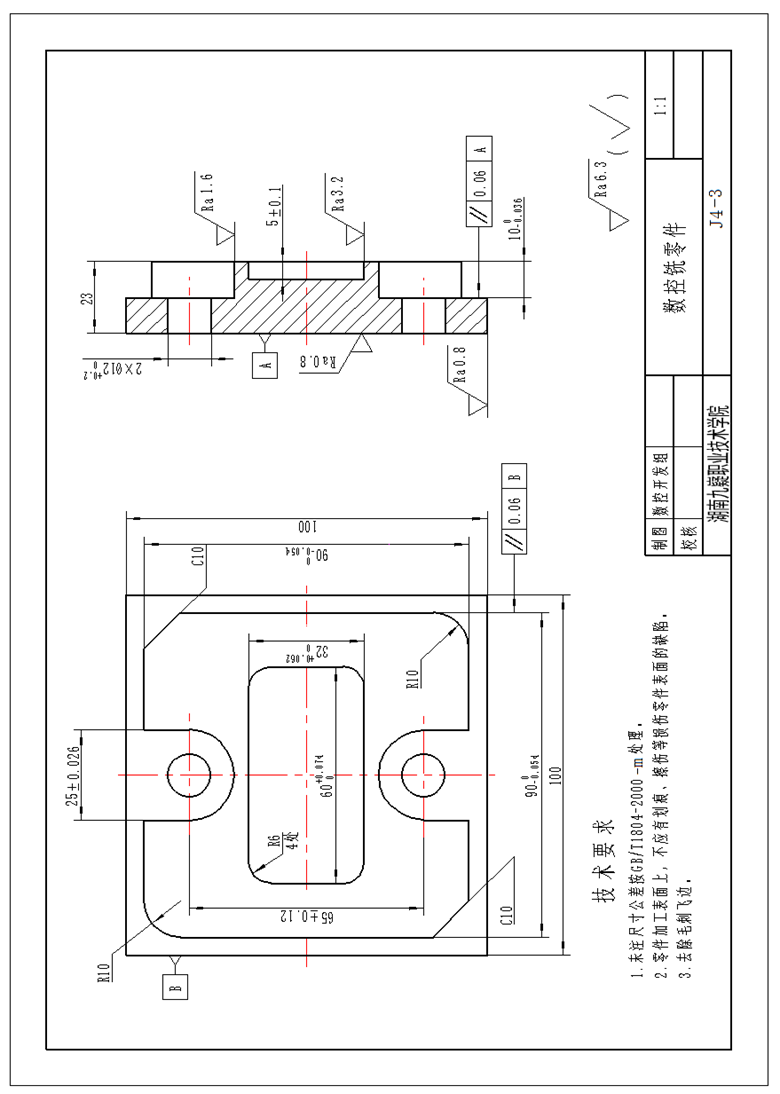 2×Ø12 +0.2 0
23
Ra1.6
5±0.1
Ra3.2
10 0 -0.036
// 0.06 A
A
Ra0.8
Ra0.8
Ra6.3 (√)
100
90 0 -0.054
C10
// 0.06 B
25±0.026
32 +0.062 0
60 +0.074 0
R6
4处
65±0.12
R10
R10
C10
90 0 -0.054
100
B
技术要求
1.未注尺寸公差按GB/T1804-2000-m处理。
2.零件加工表面上，不应有划痕、擦伤等损伤零件表面的缺陷。
3.去除毛刺飞边。
制图 数控开发组
校核
数控铣零件
1:1
湖南九嶷职业技术学院
J4-3